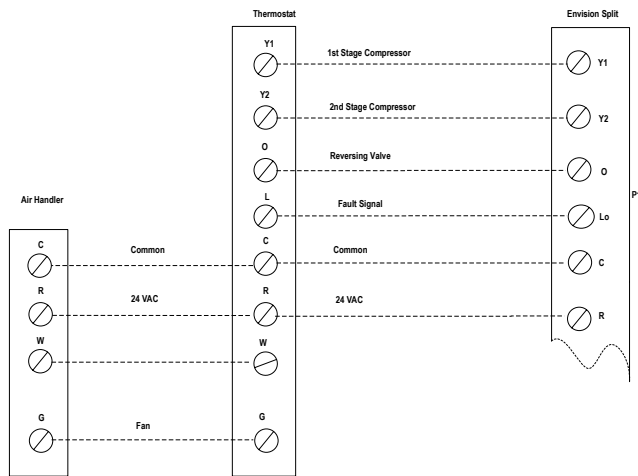 Thermostat
Envision Split
Y1
1st Stage Compressor
Y1
Y2
2nd Stage Compressor
Y2
O
Reversing Valve
O
P
Air Handler
L
Fault Signal
Lo
C
Common
C
Common
C
R
24 VAC
R
24 VAC
R
W
W
G
Fan
G